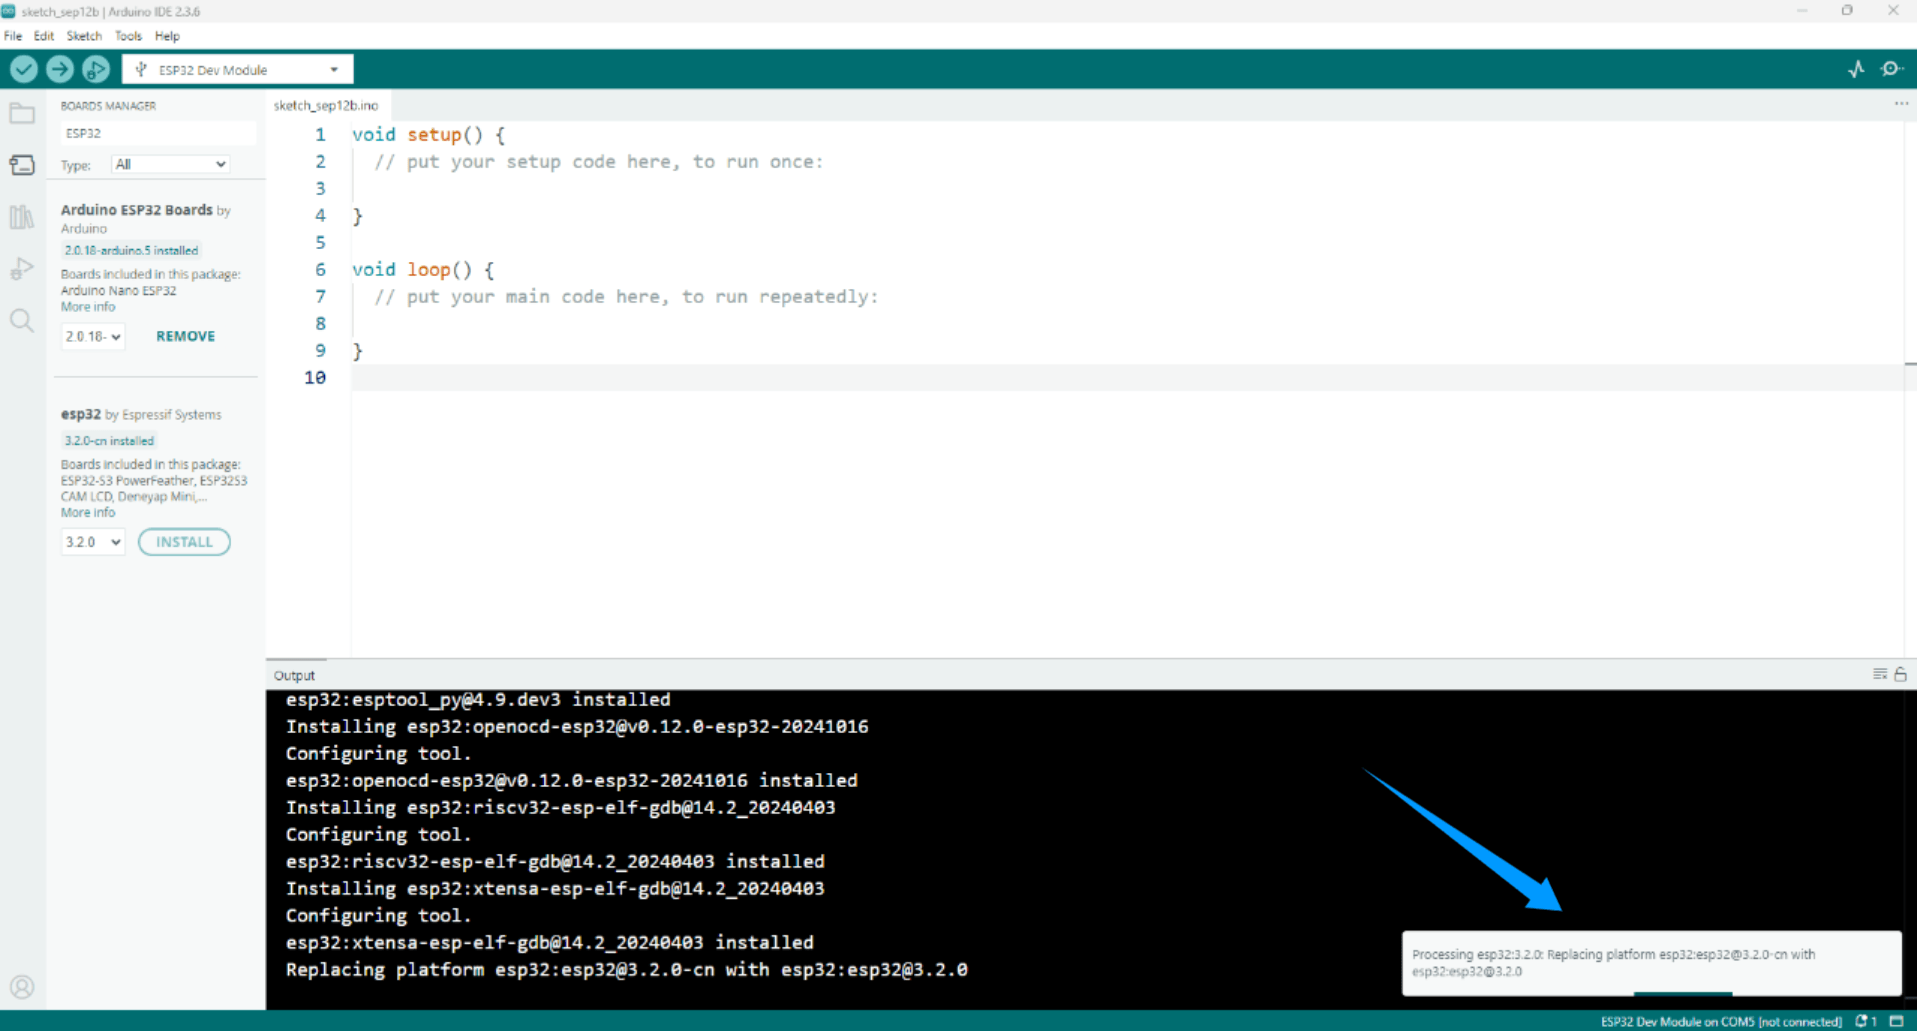 sketch_sep12b | Arduino IDE 2.3.6
File Edit Sketch Tools Help
ESP32 Dev Module
BOARDS MANAGER
ESP32
Type: All
Arduino ESP32 Boards by
Arduino
2.0.18-arduino.5 installed
Boards included in this package:
Arduino Nano ESP32
More info
2.0.18- REMOVE
esp32 by Espressif Systems
3.2.0-cn installed
Boards included in this package:
ESP32-S3 PowerFeather, ESP32S3
CAM LCD, Deneyap Mini,...
More info
3.2.0 INSTALL
sketch_sep12b.ino
1 void setup() {
2 // put your setup code here, to run once:
3
4 }
5
6 void loop() {
7 // put your main code here, to run repeatedly:
8
9 }
10
Output
esp32:esptool_py@4.9.dev3 installed
Installing esp32:openocd-esp32@v0.12.0-esp32-20241016
Configuring tool.
esp32:openocd-esp32@v0.12.0-esp32-20241016 installed
Installing esp32:riscv32-esp-elf-gdb@14.2_20240403
Configuring tool.
esp32:riscv32-esp-elf-gdb@14.2_20240403 installed
Installing esp32:xtensa-esp-elf-gdb@14.2_20240403
Configuring tool.
esp32:xtensa-esp-elf-gdb@14.2_20240403 installed
Replacing platform esp32:esp32@3.2.0-cn with esp32:esp32@3.2.0
Processing esp32:3.2.0: Replacing platform esp32:esp32@3.2.0-cn with
esp32:esp32@3.2.0
ESP32 Dev Module on COM5 [not connected] 1